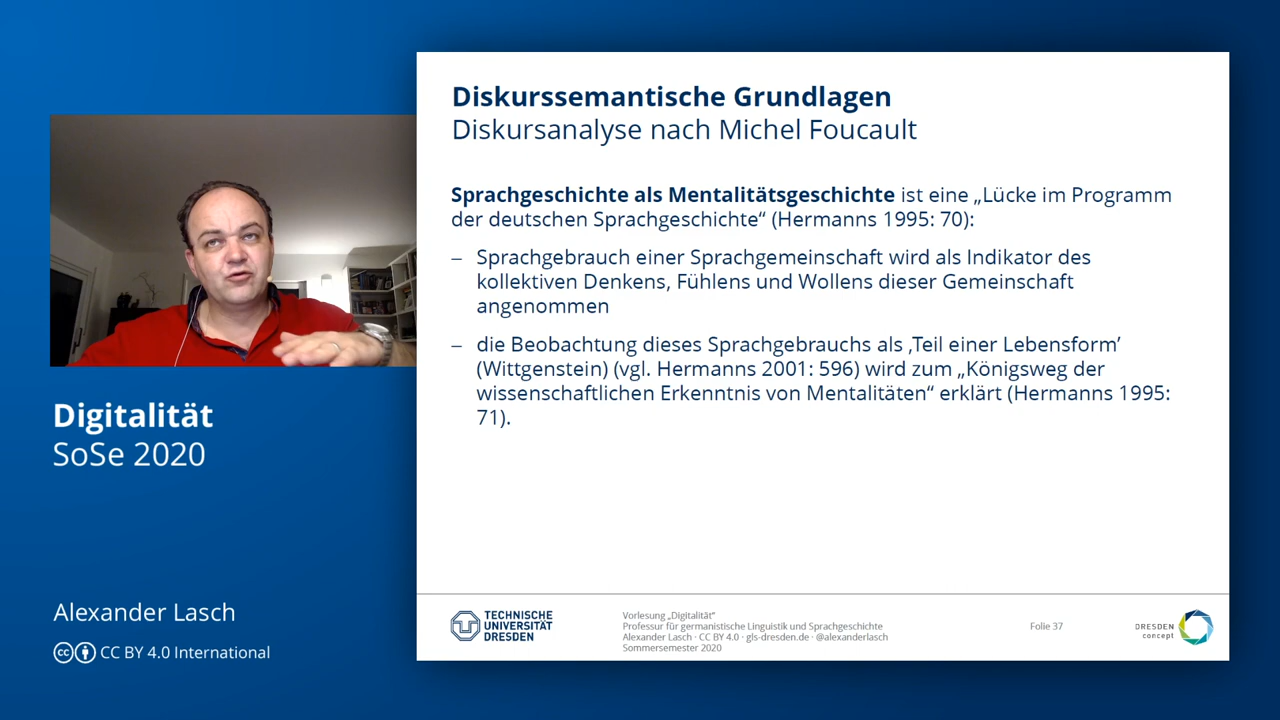 Diskurssemantische Grundlagen
Diskursanalyse nach Michel Foucault
Sprachgeschichte als Mentalitätsgeschichte ist eine „Lücke im Programm
der deutschen Sprachgeschichte“ (Hermanns 1995: 70):
– Sprachgebrauch einer Sprachgemeinschaft wird als Indikator des
kollektiven Denkens, Fühlens und Wollens dieser Gemeinschaft
angenommen
– die Beobachtung dieses Sprachgebrauchs als ‚Teil einer Lebensform’
(Wittgenstein) (vgl. Hermanns 2001: 596) wird zum „Königsweg der
wissenschaftlichen Erkenntnis von Mentalitäten“ erklärt (Hermanns 1995:
71).
Digitalität
SoSe 2020
Alexander Lasch
CC BY 4.0 International
TECHNISCHE
UNIVERSITÄT
DRESDEN
Vorlesung „Digitalität“
Professur für germanistische Linguistik und Sprachgeschichte
Alexander Lasch · CC BY 4.0 · gls-dresden.de · @alexanderlasch
Sommersemester 2020
Folie 37
DRESDEN
concept